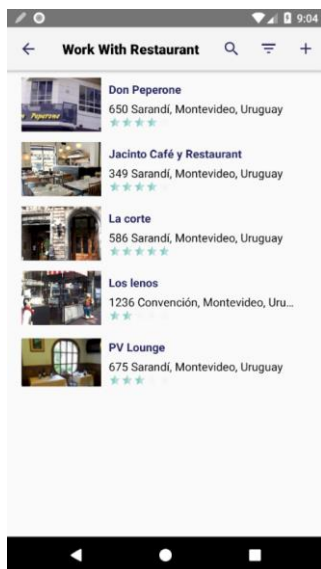 9:04
Work With Restaurant
Don Peperone
650 Sarandí, Montevideo, Uruguay
Jacinto Café y Restaurant
349 Sarandí, Montevideo, Uruguay
La corte
586 Sarandí, Montevideo, Uruguay
Los lenos
1236 Convención, Montevideo, Uru...
PV Lounge
675 Sarandí, Montevideo, Uruguay